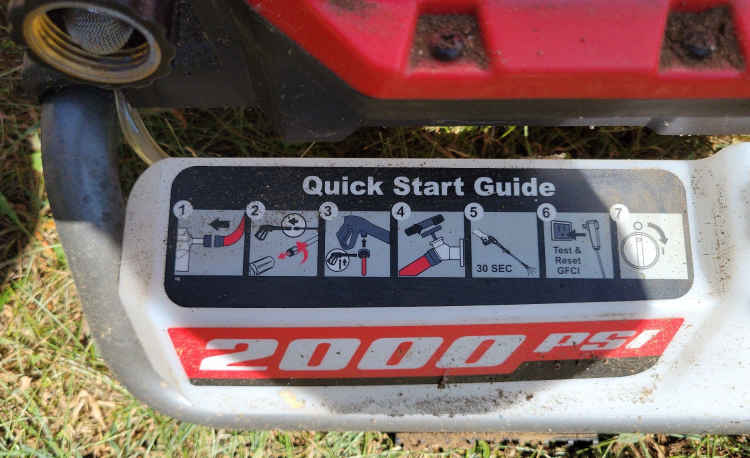 Quick Start Guide
1 2 3 4 5 6 7
30 SEC
Test &
Reset
GFCI
2000 PSI